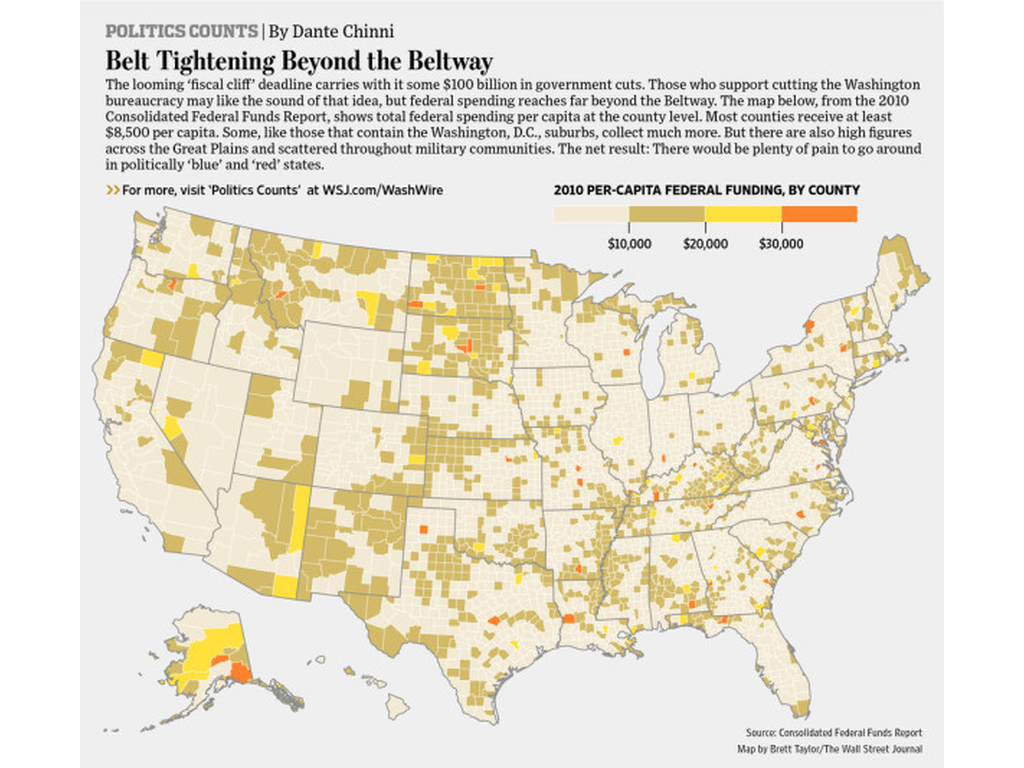 POLITICS COUNTS | By Dante Chinni
Belt Tightening Beyond the Beltway
The looming 'fiscal cliff' deadline carries with it some $100 billion in government cuts. Those who support cutting the Washington
bureaucracy may like the sound of that idea, but federal spending reaches far beyond the Beltway. The map below, from the 2010
Consolidated Federal Funds Report, shows total federal spending per capita at the county level. Most counties receive at least
$8,500 per capita. Some, like those that contain the Washington, D.C., suburbs, collect much more. But there are also high figures
across the Great Plains and scattered throughout military communities. The net result: There would be plenty of pain to go around
in politically 'blue' and 'red' states.
>> For more, visit 'Politics Counts' at WSJ.com/WashWire
2010 PER-CAPITA FEDERAL FUNDING, BY COUNTY
$10,000 $20,000 $30,000
Source: Consolidated Federal Funds Report
Map by Brett Taylor/The Wall Street Journal